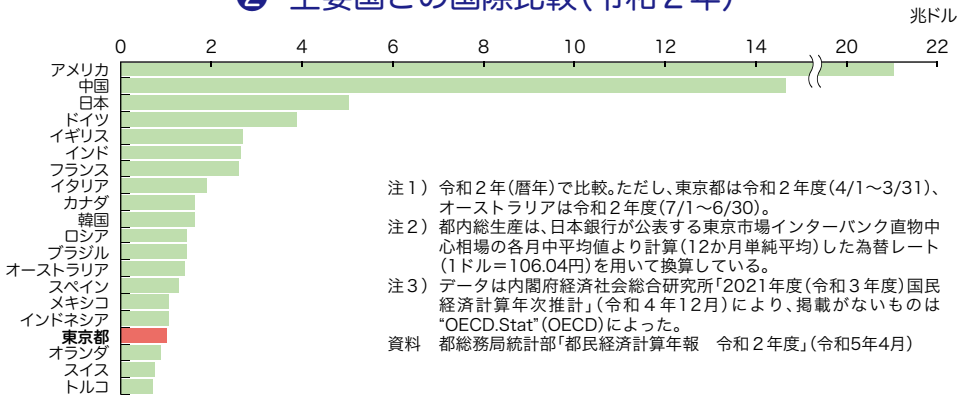 ❷ 主要国との国際比較(令和２年)
兆ドル
0 2 4 6 8 10 12 14 20 22
アメリカ
中国
日本
ドイツ
イギリス
インド
フランス
イタリア
カナダ
韓国
ロシア
ブラジル
オーストラリア
スペイン
メキシコ
インドネシア
東京都
オランダ
スイス
トルコ
注１） 令和２年(暦年)で比較。ただし、東京都は令和２年度(4/1～3/31)、
オーストラリアは令和２年度(7/1～6/30)。
注２） 都内総生産は、日本銀行が公表する東京市場インターバンク直物中
心相場の各月中平均値より計算(12か月単純平均)した為替レート
(１ドル＝106.04円)を用いて換算している。
注３） データは内閣府経済社会総合研究所「2021年度(令和３年度)国民
経済計算年次推計」(令和４年12月)により、掲載がないものは
“OECD.Stat”(OECD)によった。
資料 都総務局統計部「都民経済計算年報　令和２年度」(令和5年4月)